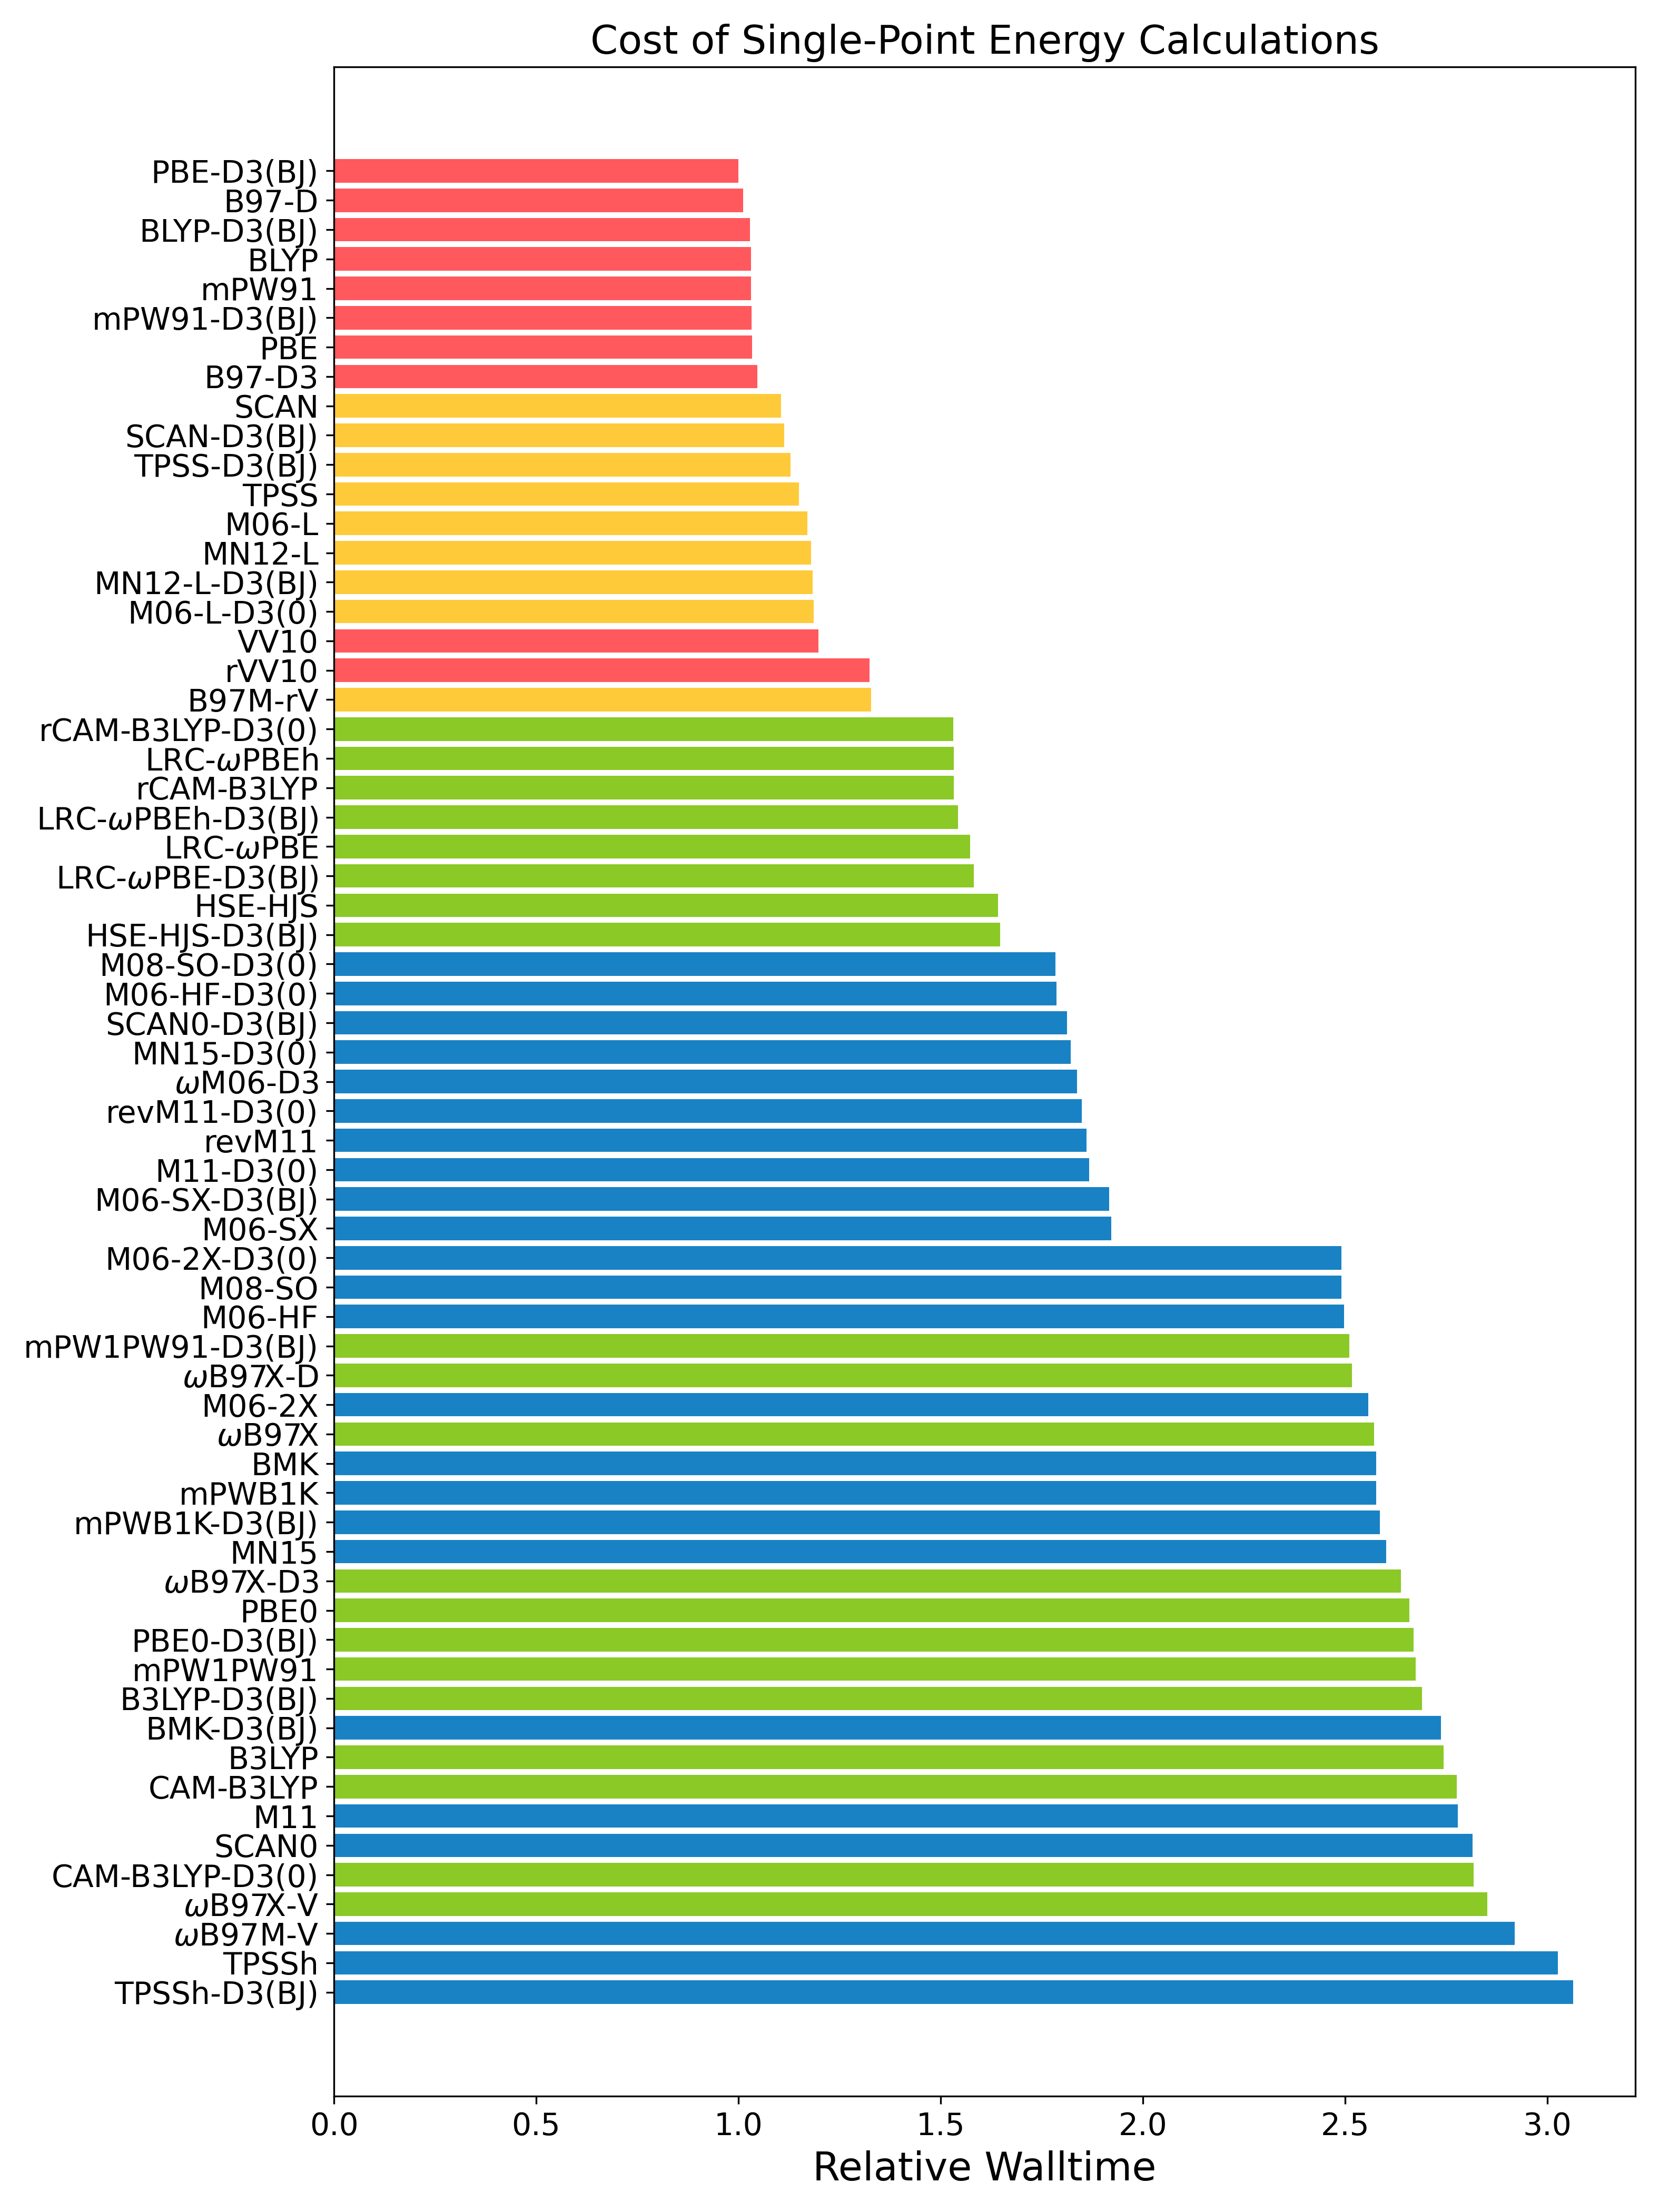 Cost of Single-Point Energy Calculations
PBE-D3(BJ)
B97-D
BLYP-D3(BJ)
BLYP
mPW91
mPW91-D3(BJ)
PBE
B97-D3
SCAN
SCAN-D3(BJ)
TPSS-D3(BJ)
TPSS
M06-L
MN12-L
MN12-L-D3(BJ)
M06-L-D3(0)
VV10
rVV10
B97M-rV
rCAM-B3LYP-D3(0)
LRC-ωPBEh
rCAM-B3LYP
LRC-ωPBEh-D3(BJ)
LRC-ωPBE
LRC-ωPBE-D3(BJ)
HSE-HJS
HSE-HJS-D3(BJ)
M08-SO-D3(0)
M06-HF-D3(0)
SCAN0-D3(BJ)
MN15-D3(0)
ωM06-D3
revM11-D3(0)
revM11
M11-D3(0)
M06-SX-D3(BJ)
M06-SX
M06-2X-D3(0)
M08-SO
M06-HF
mPW1PW91-D3(BJ)
ωB97X-D
M06-2X
ωB97X
BMK
mPWB1K
mPWB1K-D3(BJ)
MN15
ωB97X-D3
PBE0
PBE0-D3(BJ)
mPW1PW91
B3LYP-D3(BJ)
BMK-D3(BJ)
B3LYP
CAM-B3LYP
M11
SCAN0
CAM-B3LYP-D3(0)
ωB97X-V
ωB97M-V
TPSSh
TPSSh-D3(BJ)
0.0 0.5 1.0 1.5 2.0 2.5 3.0
Relative Walltime